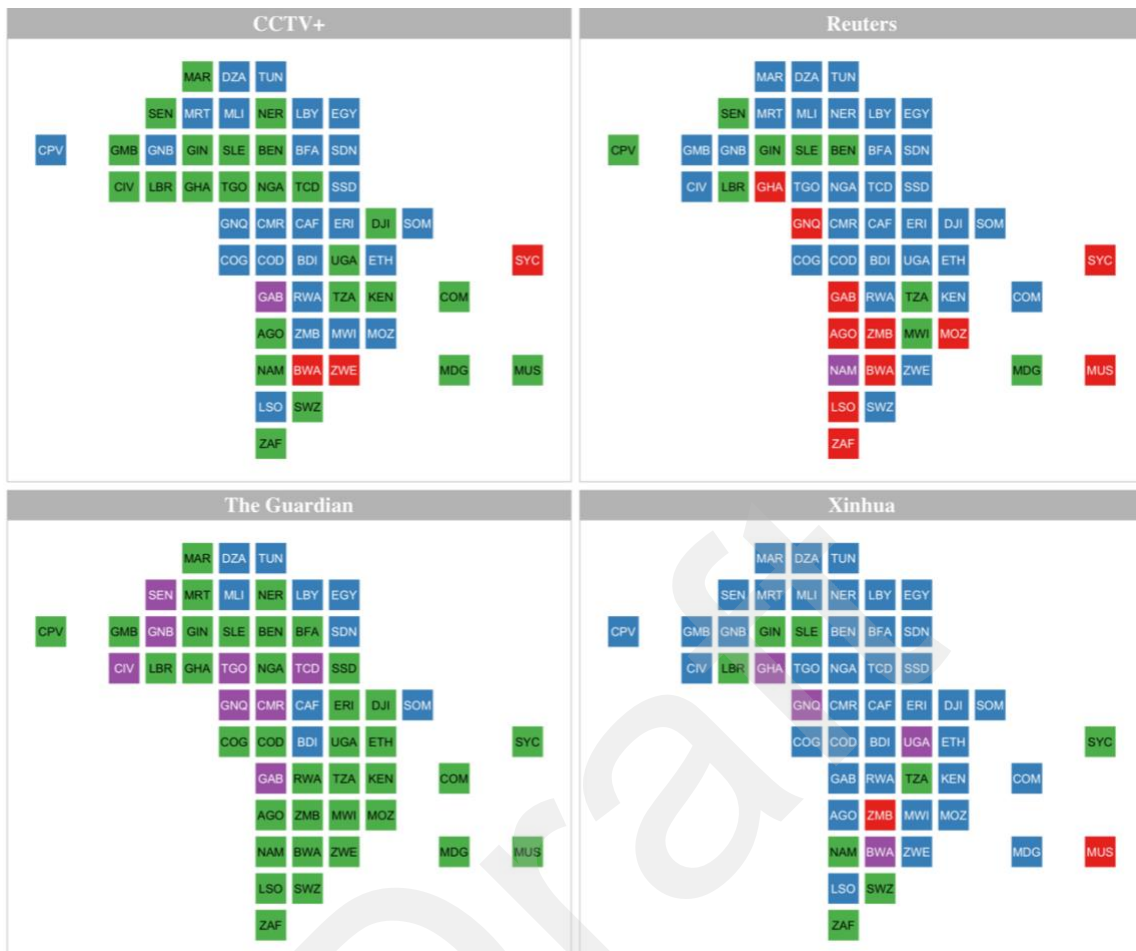 CCTV+
MAR DZA TUN
SEN MRT MLI NER LBY EGY
CPV GMB GNB GIN SLE BEN BFA SDN
CIV LBR GHA TGO NGA TCD SSD
GNQ CMR CAF ERI DJI SOM
COG COD BDI UGA ETH SYC
GAB RWA TZA KEN COM
AGO ZMB MWI MOZ
NAM BWA ZWE MDG MUS
LSO SWZ
ZAF
Reuters
MAR DZA TUN
SEN MRT MLI NER LBY EGY
CPV GMB GNB GIN SLE BEN BFA SDN
CIV LBR GHA TGO NGA TCD SSD
GNQ CMR CAF ERI DJI SOM
COG COD BDI UGA ETH SYC
GAB RWA TZA KEN COM
AGO ZMB MWI MOZ
NAM BWA ZWE MDG MUS
LSO SWZ
ZAF
The Guardian
MAR DZA TUN
SEN MRT MLI NER LBY EGY
CPV GMB GNB GIN SLE BEN BFA SDN
CIV LBR GHA TGO NGA TCD SSD
GNQ CMR CAF ERI DJI SOM
COG COD BDI UGA ETH SYC
GAB RWA TZA KEN COM
AGO ZMB MWI MOZ
NAM BWA ZWE MDG MUS
LSO SWZ
ZAF
Xinhua
MAR DZA TUN
SEN MRT MLI NER LBY EGY
CPV GMB GNB GIN SLE BEN BFA SDN
CIV LBR GHA TGO NGA TCD SSD
GNQ CMR CAF ERI DJI SOM
COG COD BDI UGA ETH SYC
GAB RWA TZA KEN COM
AGO ZMB MWI MOZ
NAM BWA ZWE MDG MUS
LSO SWZ
ZAF
Draft